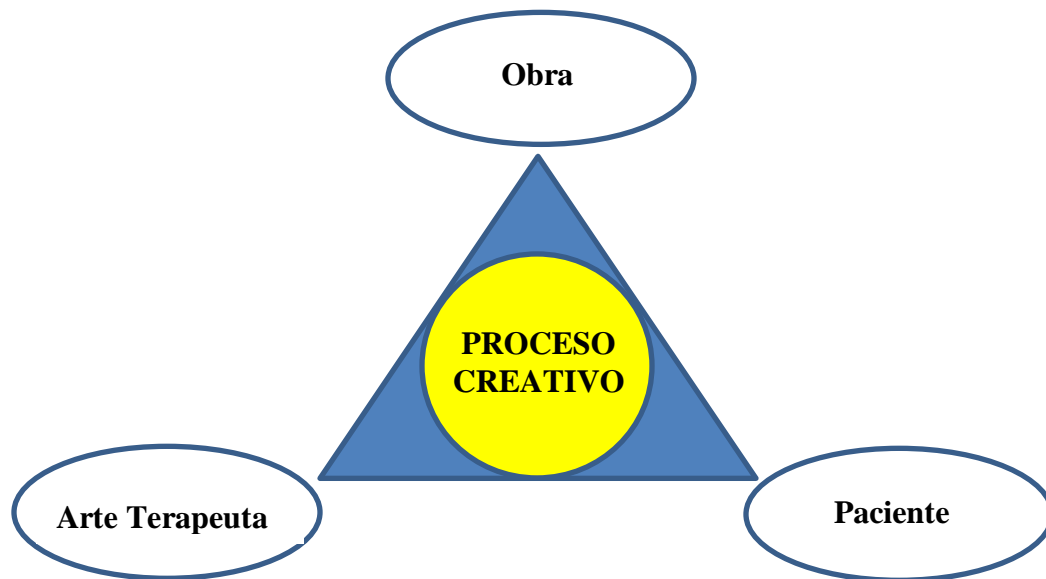 Obra
PROCESO
CREATIVO
Arte Terapeuta
Paciente